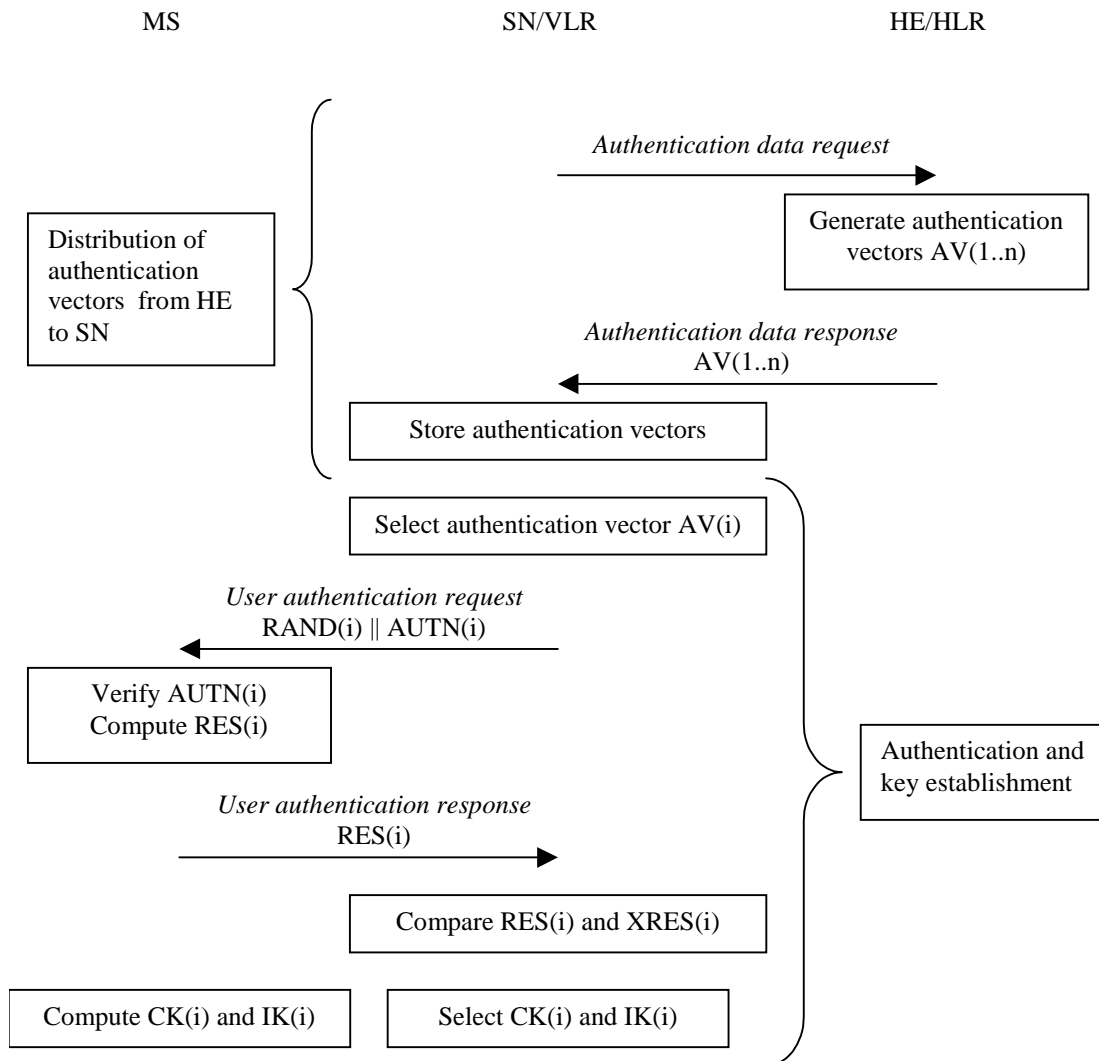 MS
SN/VLR
HE/HLR
Authentication data request
Generate authentication
vectors AV(1..n)
Distribution of
authentication
vectors from HE
to SN
Authentication data response
AV(1..n)
Store authentication vectors
Select authentication vector AV(i)
User authentication request
RAND(i) || AUTN(i)
Verify AUTN(i)
Compute RES(i)
Authentication and
key establishment
User authentication response
RES(i)
Compare RES(i) and XRES(i)
Compute CK(i) and IK(i)
Select CK(i) and IK(i)